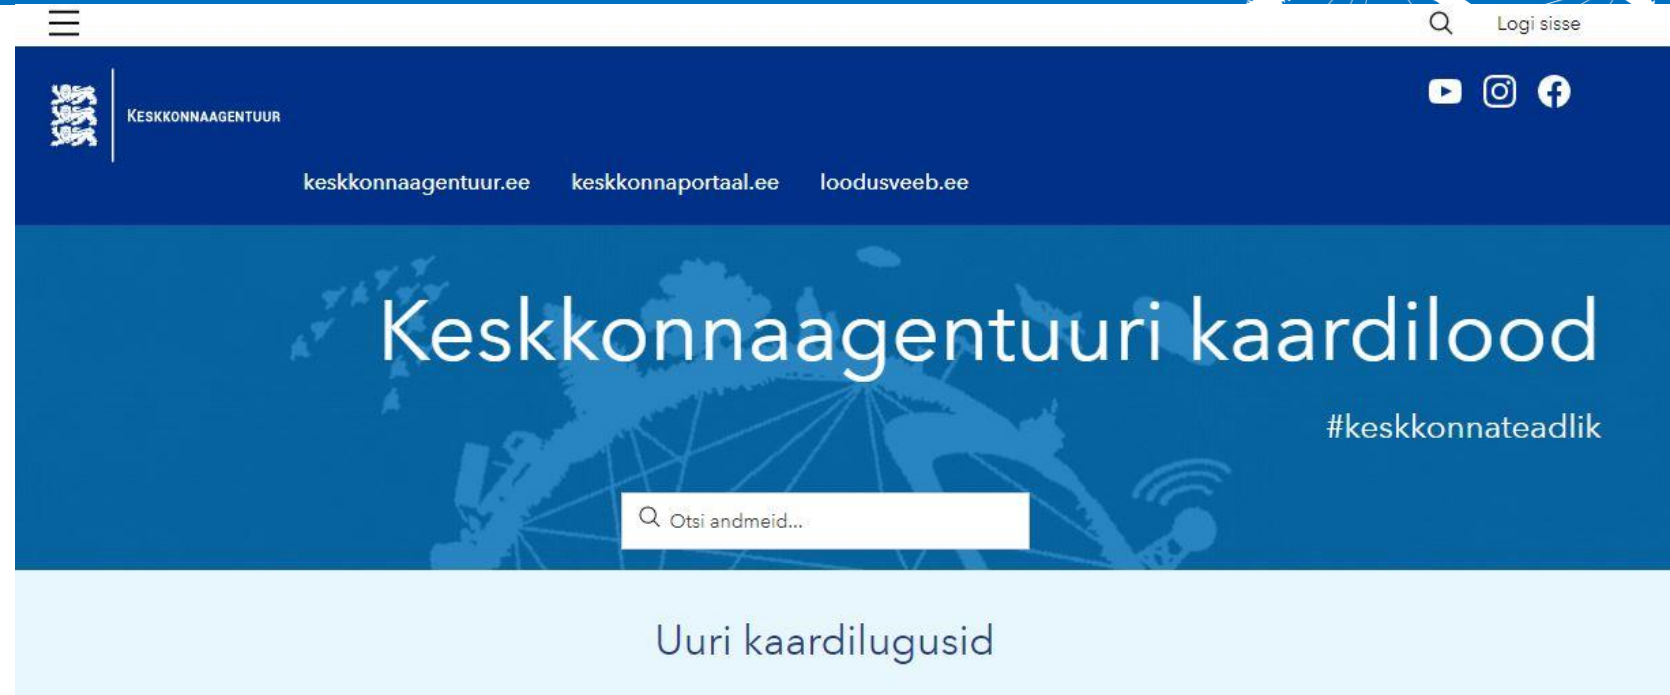 Logi sisse
KESKKONNAAGENTUUR
keskkonnaagentuur.ee keskkonnaportaal.ee loodusveeb.ee
Keskkonnaagentuuri kaardilood
#keskkonnateadlik
Otsi andmeid...
Uuri kaardilugusid